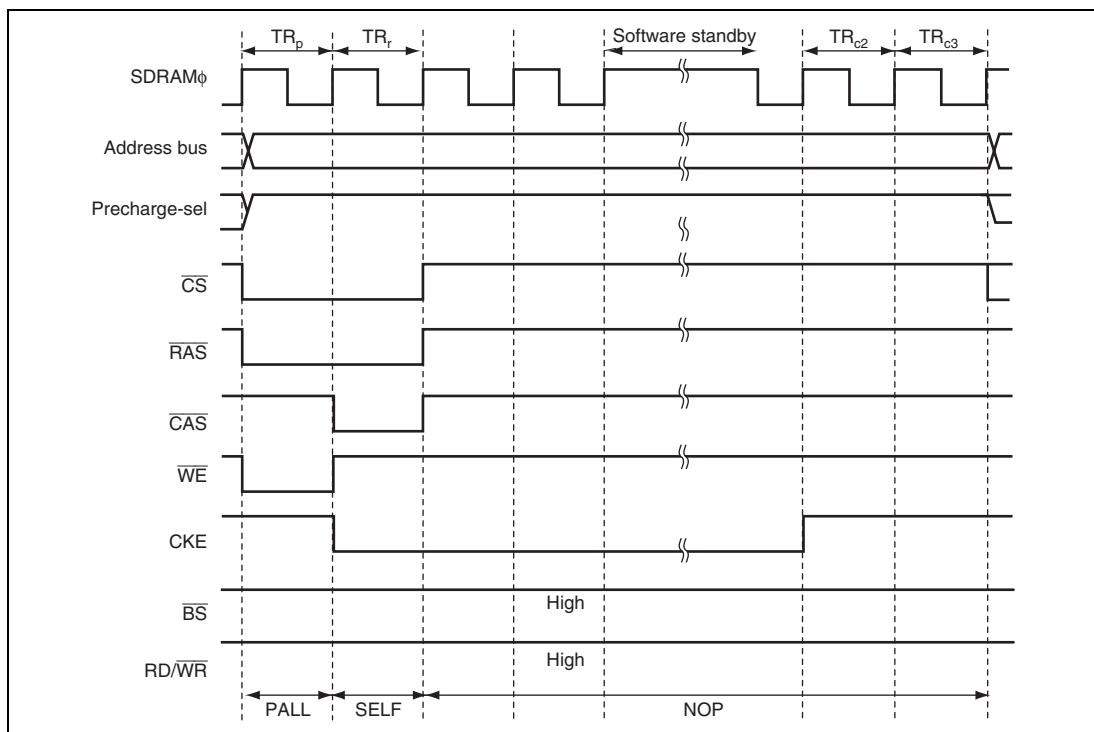 TRp TRr Software standby TRc2 TRc3
SDRAMϕ
Address bus
Precharge-sel
CS
RAS
CAS
WE
CKE
BS High
RD/WR High
PALL SELF NOP